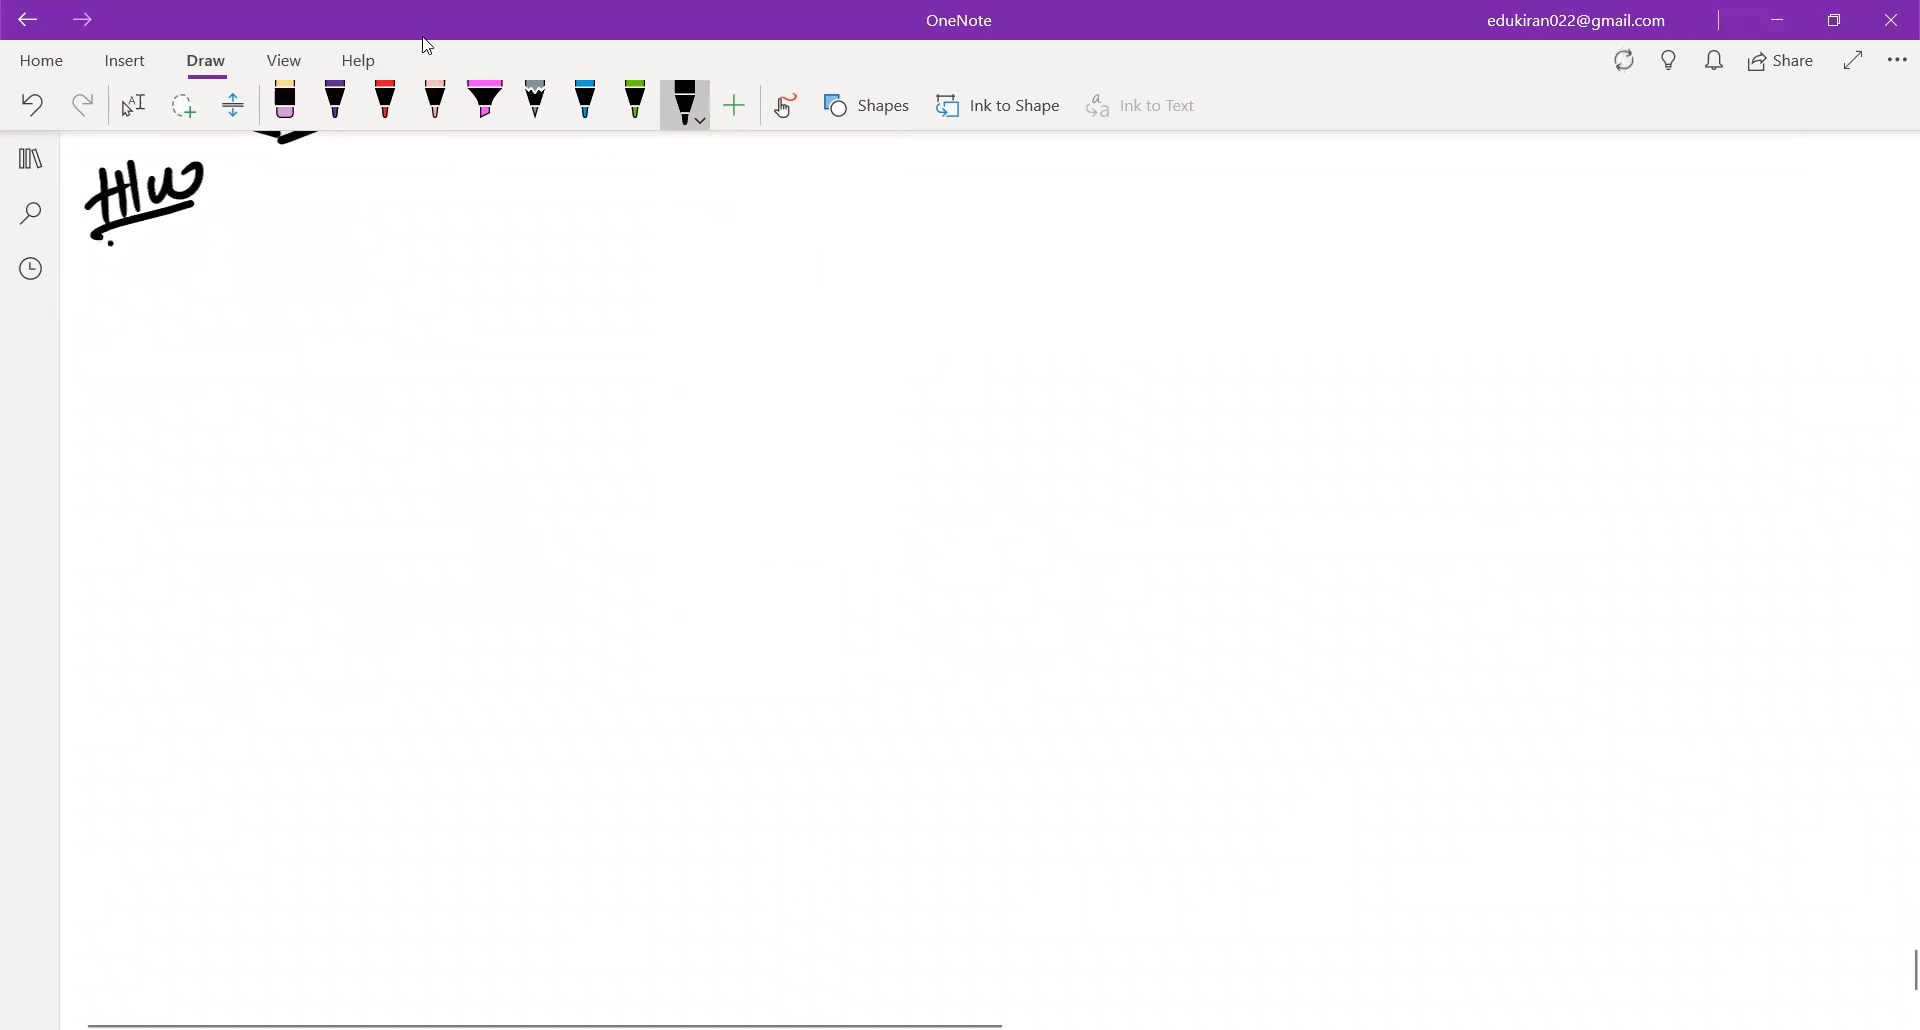 OneNote
edukiran022@gmail.com
Home Insert Draw View Help
Share
Shapes Ink to Shape Ink to Text
H/w